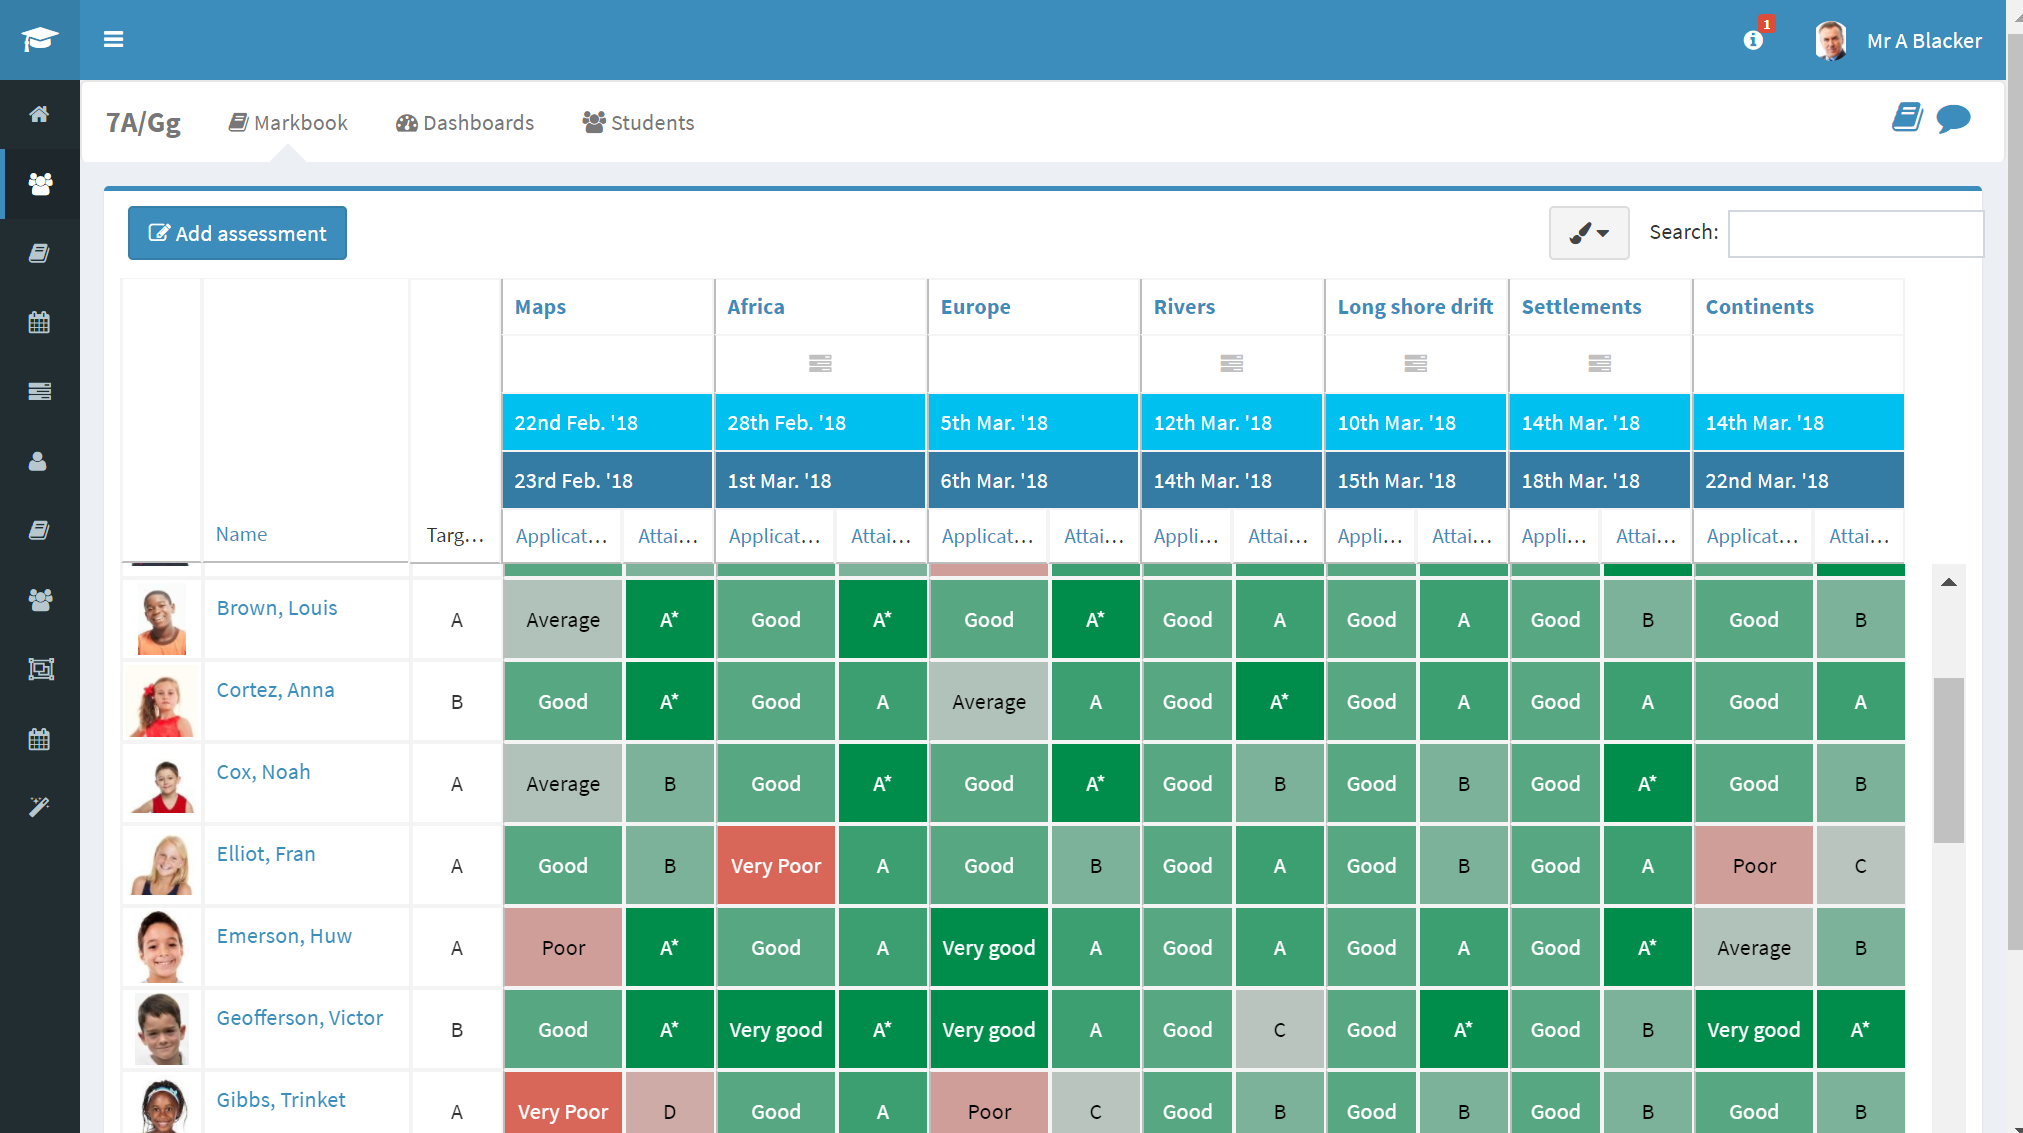 1
Mr A Blacker
7A/Gg Markbook Dashboards Students
Add assessment Search:
Maps Africa Europe Rivers Long shore drift Settlements Continents
22nd Feb. '18 28th Feb. '18 5th Mar. '18 12th Mar. '18 10th Mar. '18 14th Mar. '18 14th Mar. '18
23rd Feb. '18 1st Mar. '18 6th Mar. '18 14th Mar. '18 15th Mar. '18 18th Mar. '18 22nd Mar. '18
Name Targ... Applicat... Attai... Applicat... Attai... Applicat... Attai... Appli... Attai... Appli... Attai... Appli... Attai... Applicat... Attai...
Brown, Louis A Average A* Good A* Good A* Good A Good A Good B Good B
Cortez, Anna B Good A* Good A Average A Good A* Good A Good A Good A
Cox, Noah A Average B Good A* Good A* Good B Good B Good A* Good B
Elliot, Fran A Good B Very Poor A Good B Good A Good B Good A Poor C
Emerson, Huw A Poor A* Good A Very good A Good A Good A Good A* Average B
Geofferson, Victor B Good A* Very good A* Very good A Good C Good A* Good B Very good A*
Gibbs, Trinket A Very Poor D Good A Poor C Good B Good B Good B Good B